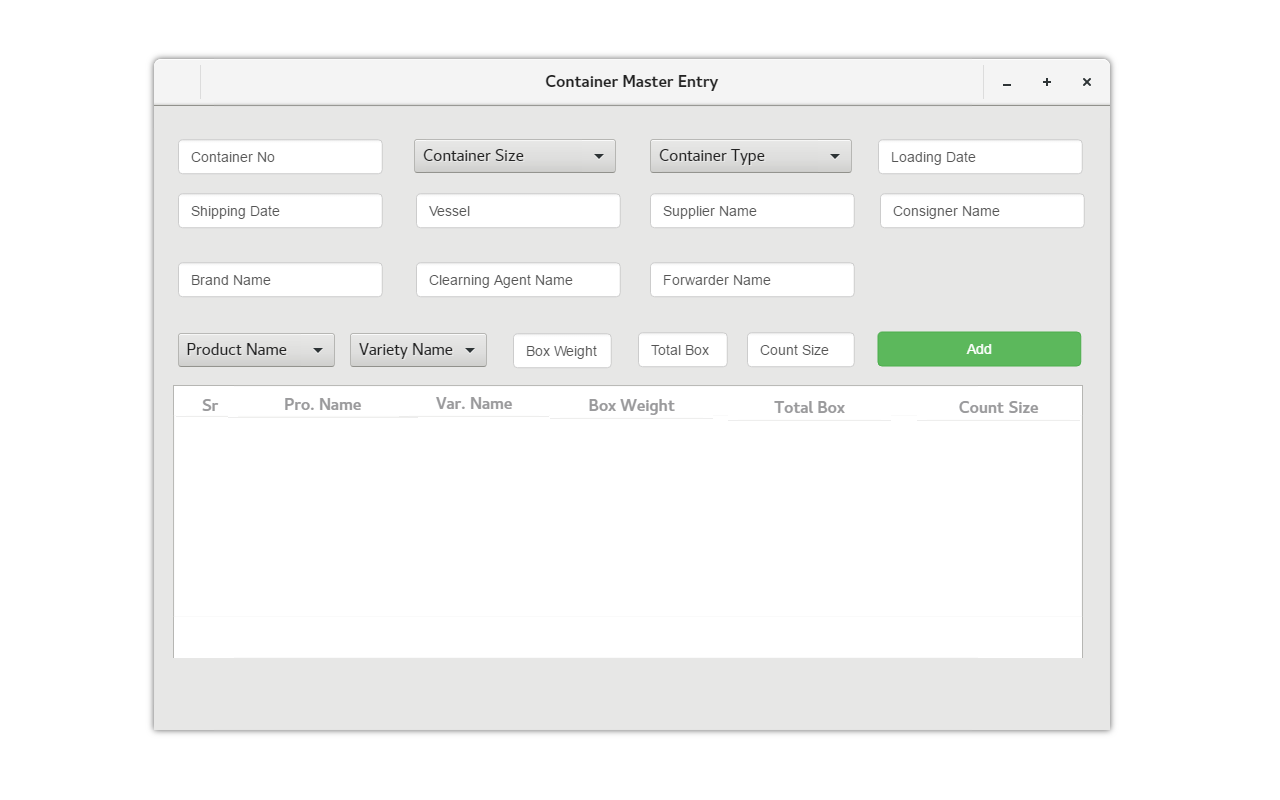 Container Master Entry
Container No Container Size Container Type Loading Date
Shipping Date Vessel Supplier Name Consigner Name
Brand Name Clearning Agent Name Forwarder Name
Product Name Variety Name Box Weight Total Box Count Size Add
Sr Pro. Name Var. Name Box Weight Total Box Count Size